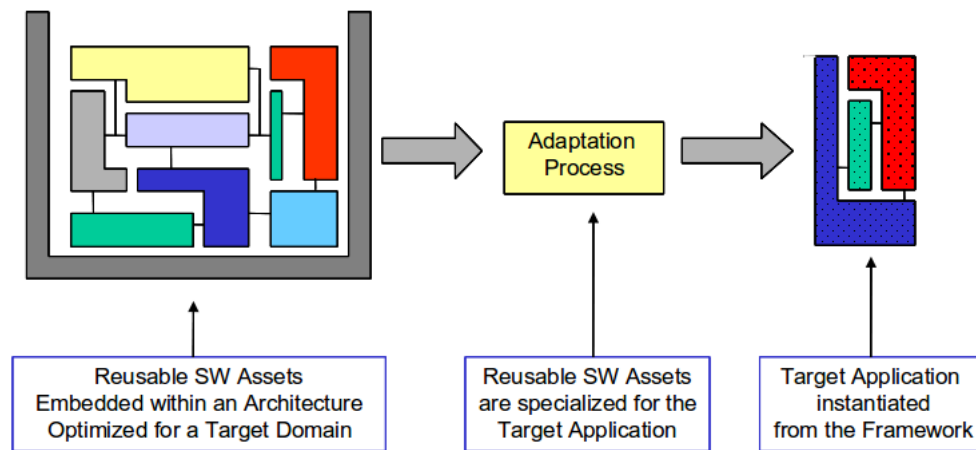 Adaptation
Process
Reusable SW Assets
Embedded within an Architecture
Optimized for a Target Domain
Reusable SW Assets
are specialized for the
Target Application
Target Application
instantiated
from the Framework